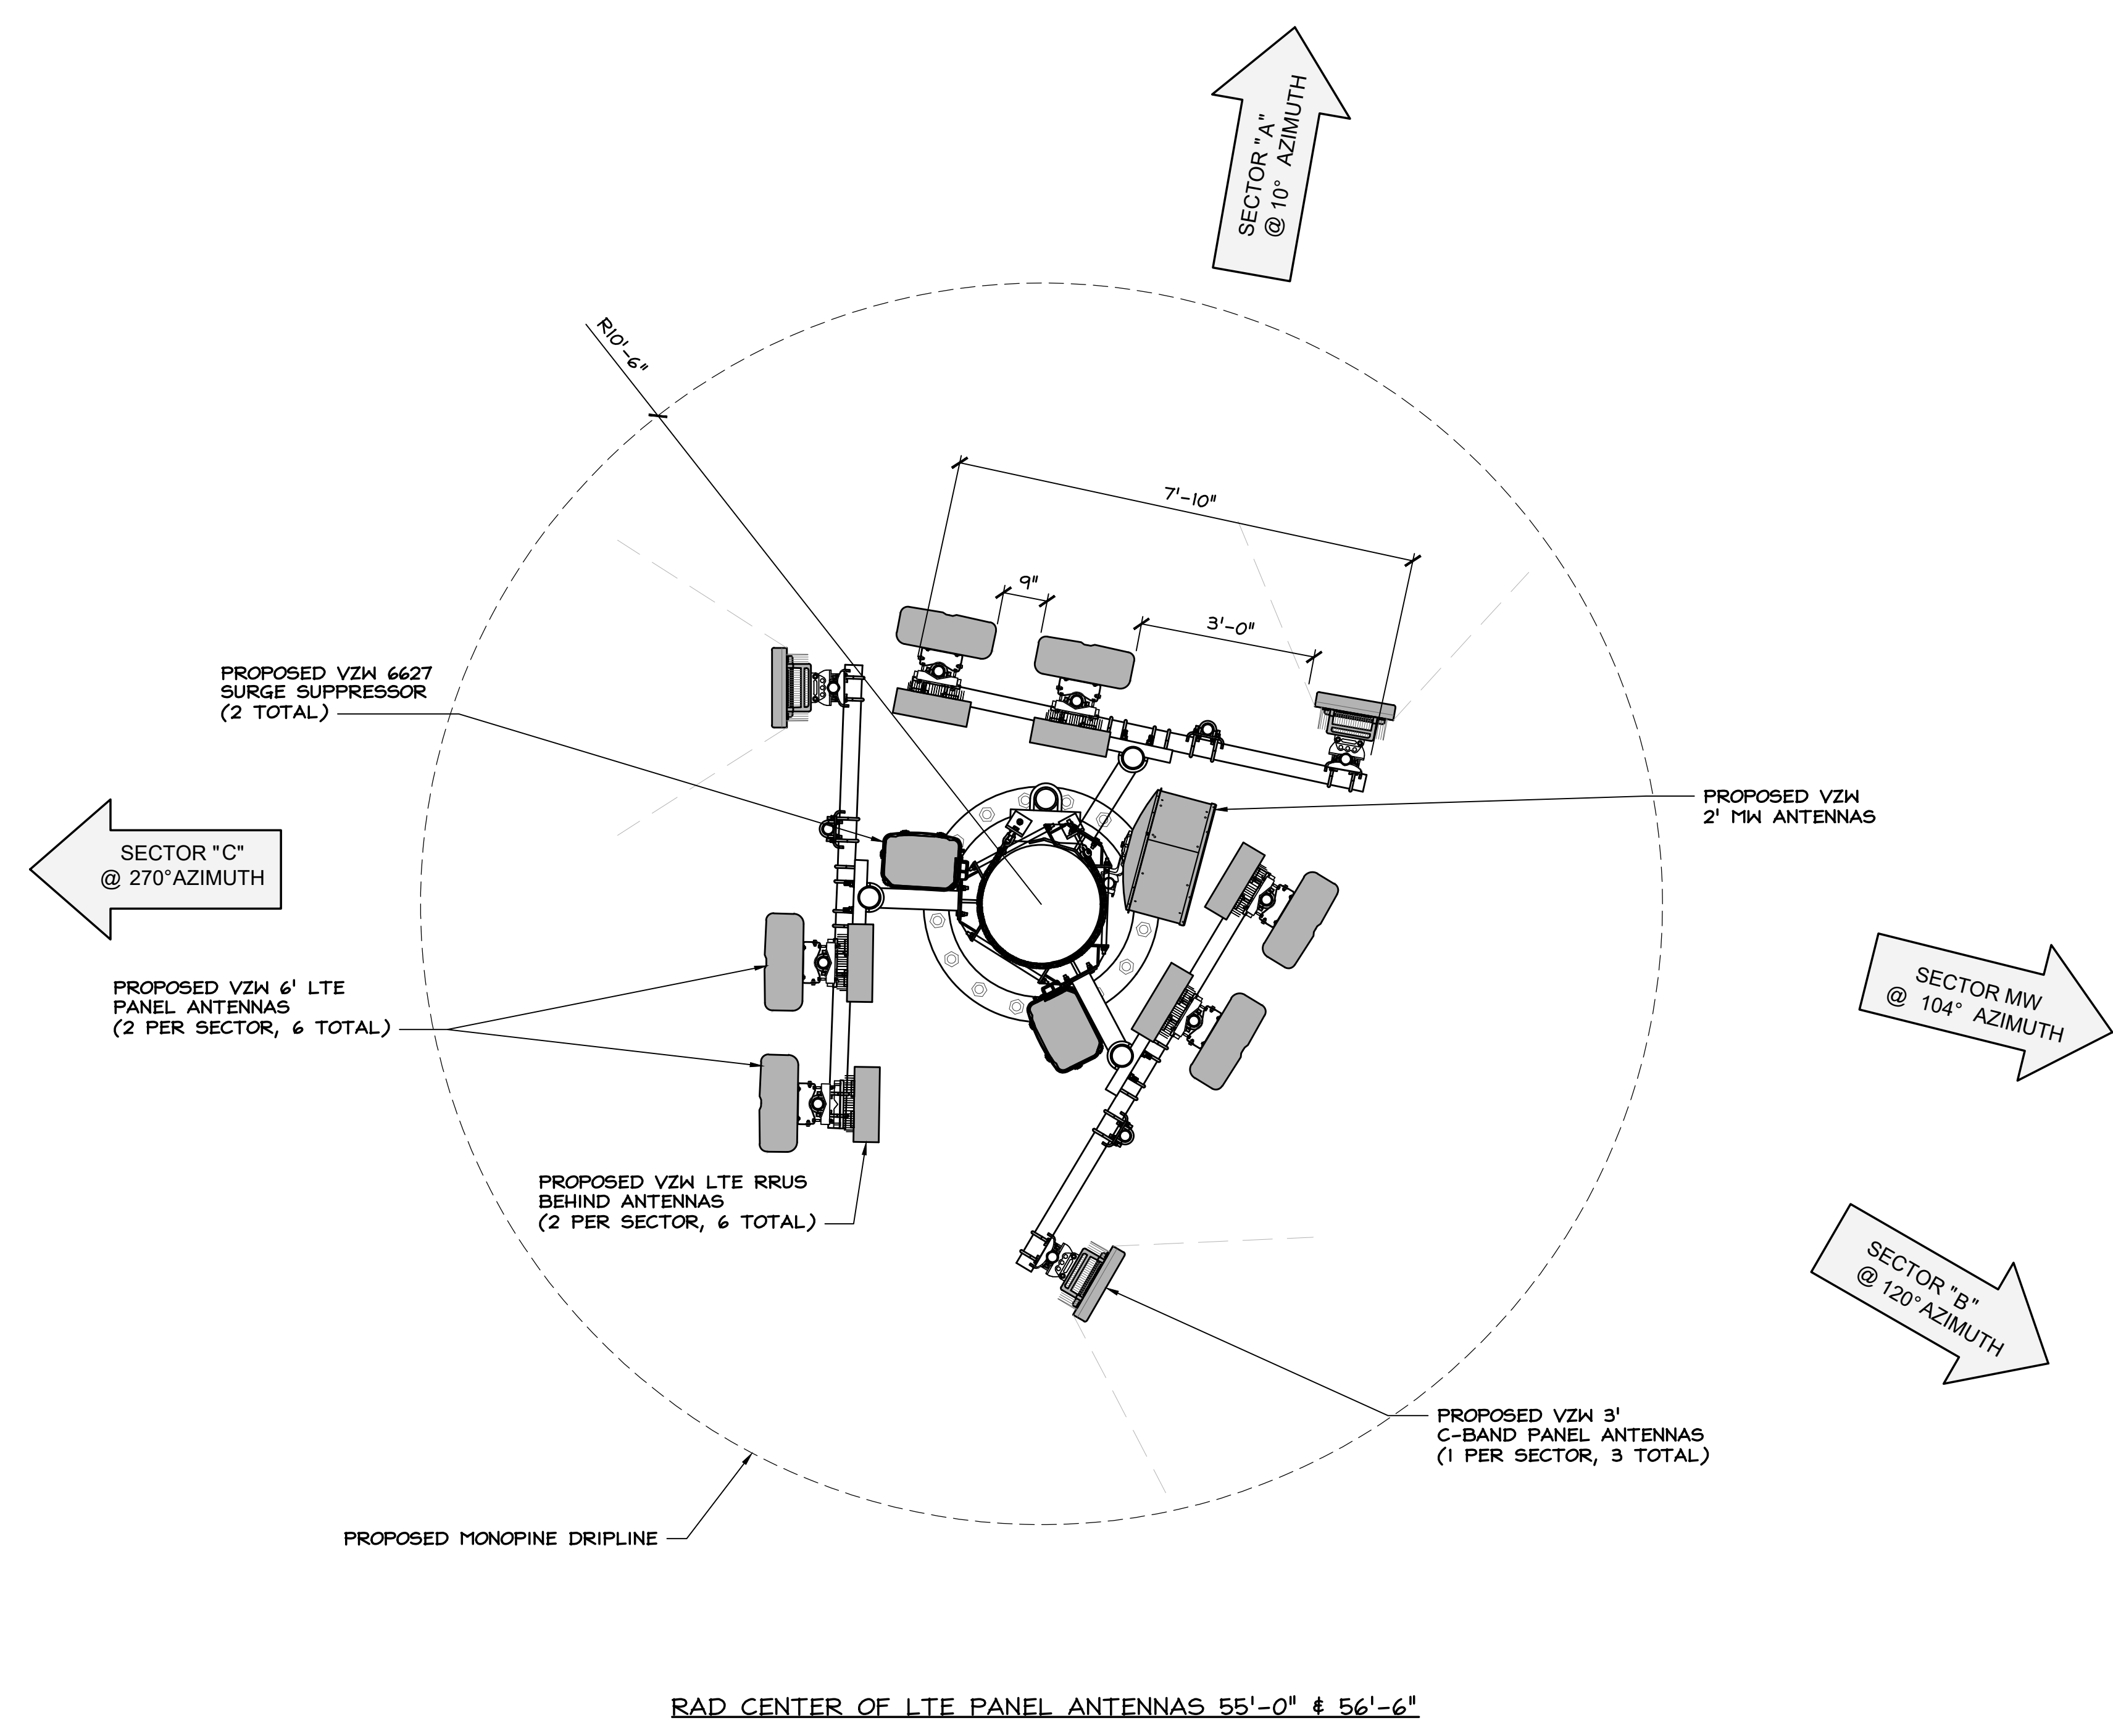 SECTOR "A"
@ 10° AZIMUTH
R10'-6"
7'-10"
9"
3'-0"
PROPOSED VZW 6627
SURGE SUPPRESSOR
(2 TOTAL)
PROPOSED VZW
2' MW ANTENNAS
SECTOR "C"
@ 270°AZIMUTH
SECTOR MW
@ 104° AZIMUTH
PROPOSED VZW 6' LTE
PANEL ANTENNAS
(2 PER SECTOR, 6 TOTAL)
PROPOSED VZW LTE RRUS
BEHIND ANTENNAS
(2 PER SECTOR, 6 TOTAL)
SECTOR "B"
@ 120°AZIMUTH
PROPOSED VZW 3'
C-BAND PANEL ANTENNAS
(1 PER SECTOR, 3 TOTAL)
PROPOSED MONOPINE DRIPLINE
RAD CENTER OF LTE PANEL ANTENNAS 55'-0" & 56'-6"